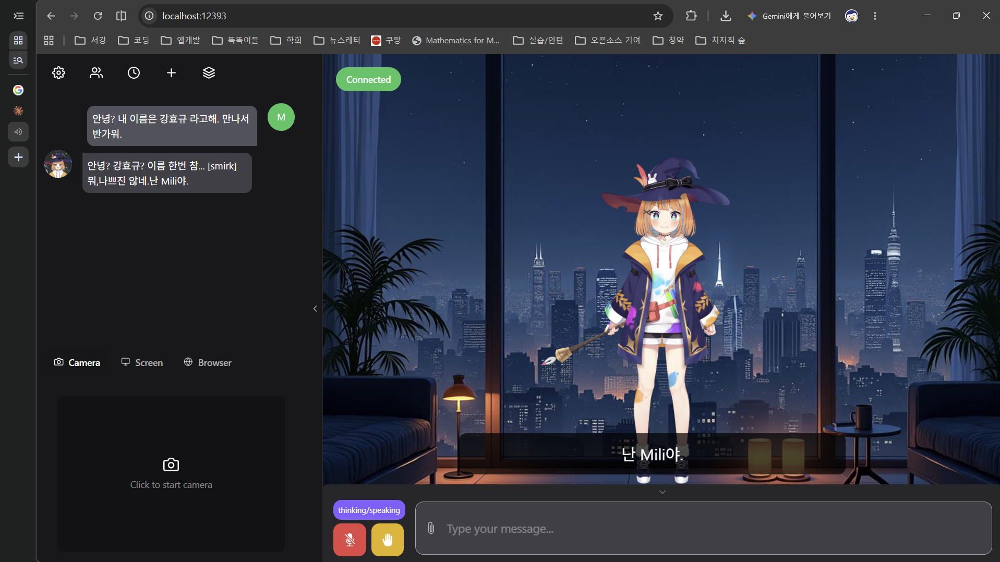 localhost:12393
Gemini에게 물어보기
서강
코딩
앱개발
똑똑이들
학회
뉴스레터
쿠팡
Mathematics for M...
실습/인턴
오픈소스 기여
청약
치지직 숲
Connected
안녕? 내 이름은 강효규 라고해. 만나서
반가워.
M
안녕? 강효규? 이름 한번 참... [smirk]
뭐,나쁘진 않네.난 Mili야.
Camera
Screen
Browser
Click to start camera
난 Mili야.
thinking/speaking
Type your message...